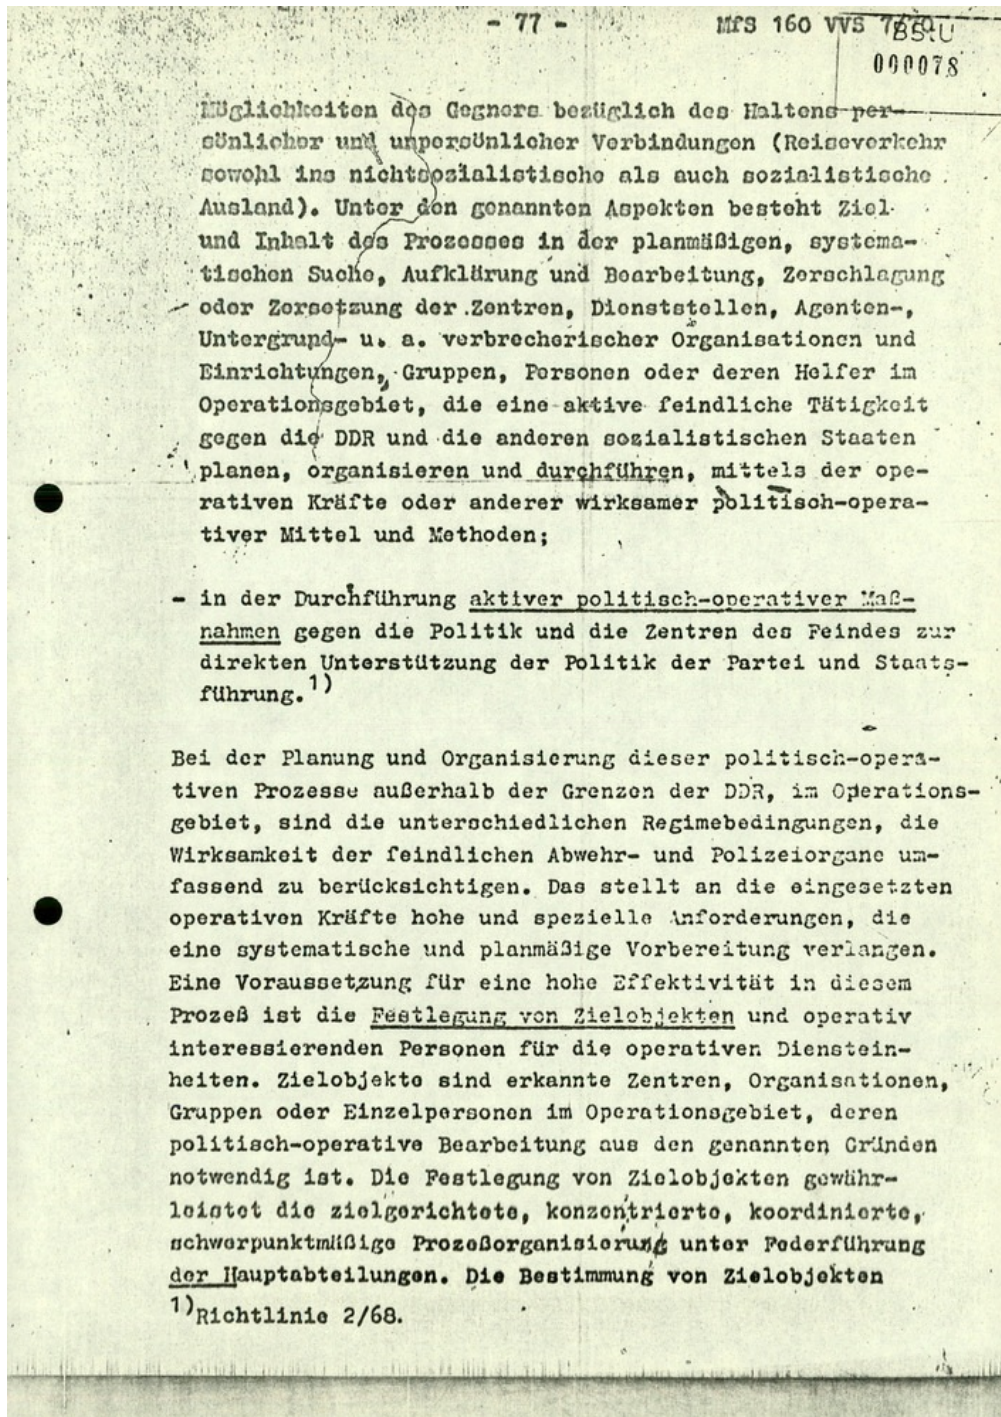 - 77 -
MfS 160 VVS 7/70
BStU
000078
Möglichkeiten des Gegners bezüglich des Haltens per-
sönlicher und unpersönlicher Verbindungen (Reiseverkehr
sowohl ins nichtsozialistische als auch sozialistische
Ausland). Unter den genannten Aspekten besteht Ziel
und Inhalt des Prozesses in der planmäßigen, systema-
tischen Suche, Aufklärung und Bearbeitung, Zerschlagung
oder Zersetzung der Zentren, Dienststellen, Agenten-,
Untergrund- u. a. verbrecherischer Organisationen und
Einrichtungen, Gruppen, Personen oder deren Helfer im
Operationsgebiet, die eine aktive feindliche Tätigkeit
gegen die DDR und die anderen sozialistischen Staaten
planen, organisieren und durchführen, mittels der ope-
rativen Kräfte oder anderer wirksamer politisch-opera-
tiver Mittel und Methoden;
- in der Durchführung aktiver politisch-operativer Maß-
nahmen gegen die Politik und die Zentren des Feindes zur
direkten Unterstützung der Politik der Partei und Staats-
führung.1)
Bei der Planung und Organisierung dieser politisch-opera-
tiven Prozesse außerhalb der Grenzen der DDR, im Operations-
gebiet, sind die unterschiedlichen Regimebedingungen, die
Wirksamkeit der feindlichen Abwehr- und Polizeiorgane um-
fassend zu berücksichtigen. Das stellt an die eingesetzten
operativen Kräfte hohe und spezielle Anforderungen, die
eine systematische und planmäßige Vorbereitung verlangen.
Eine Voraussetzung für eine hohe Effektivität in diesem
Prozeß ist die Festlegung von Zielobjekten und operativ
interessierenden Personen für die operativen Dienstein-
heiten. Zielobjekte sind erkannte Zentren, Organisationen,
Gruppen oder Einzelpersonen im Operationsgebiet, deren
politisch-operative Bearbeitung aus den genannten Gründen
notwendig ist. Die Festlegung von Zielobjekten gewähr-
leistet die zielgerichtete, konzentrierte, koordinierte,
schwerpunktmäßige Prozeßorganisierung unter Federführung
der Hauptabteilungen. Die Bestimmung von Zielobjekten
1)Richtlinie 2/68.